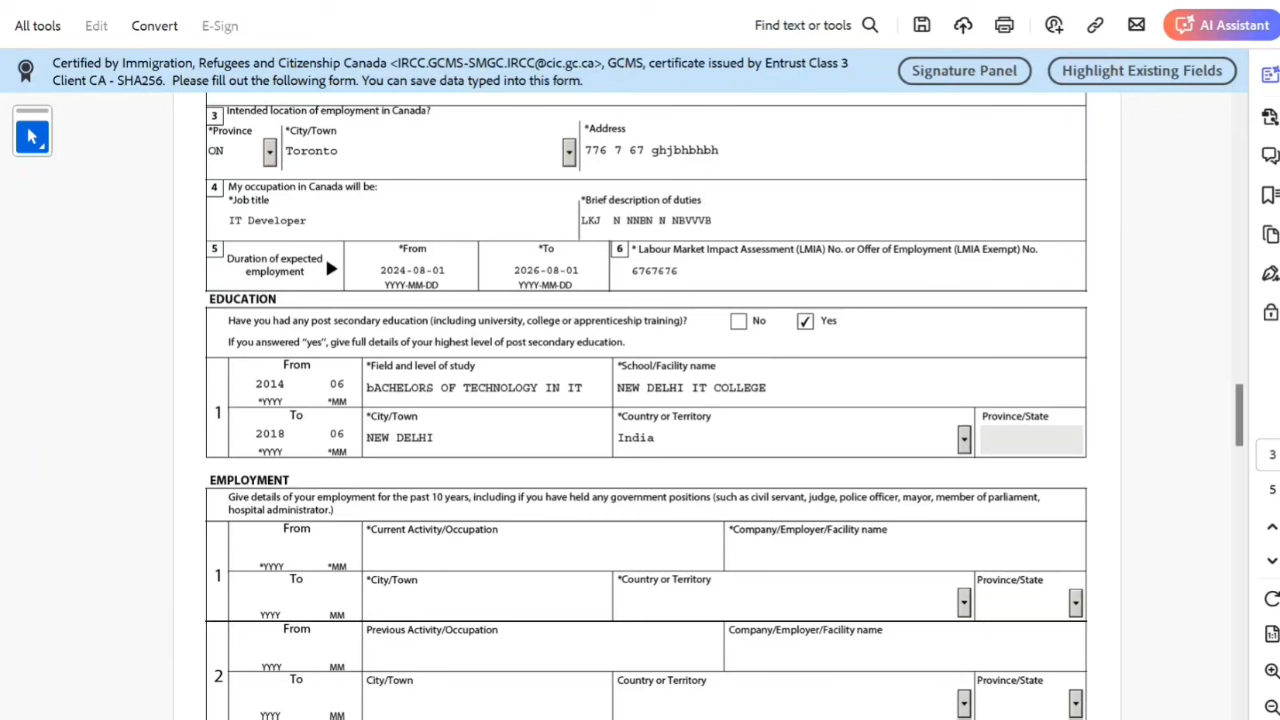 All tools Edit Convert E-Sign Find text or tools AI Assistant
Certified by Immigration, Refugees and Citizenship Canada <IRCC.GCMS-SMGC.IRCC@cic.gc.ca>, GCMS, certificate issued by Entrust Class 3
Client CA - SHA256. Please fill out the following form. You can save data typed into this form.
Signature Panel Highlight Existing Fields
3 Intended location of employment in Canada?
*Province *City/Town *Address
ON Toronto 776 7 67 ghjbhbhbh
4 My occupation in Canada will be:
*Job title *Brief description of duties
IT Developer LKJ N NNBN N NBVVVB
5 Duration of expected employment *From *To 6 * Labour Market Impact Assessment (LMIA) No. or Offer of Employment (LMIA Exempt) No.
2024-08-01 2026-08-01 6767676
YYYY-MM-DD YYYY-MM-DD
EDUCATION
Have you had any post secondary education (including university, college or apprenticeship training)? No Yes
If you answered "yes", give full details of your highest level of post secondary education.
1 From *Field and level of study *School/Facility name
2014 06 bACHELORS OF TECHNOLOGY IN IT NEW DELHI IT COLLEGE
*YYYY *MM
To *City/Town *Country or Territory Province/State
2018 06 NEW DELHI India
*YYYY *MM
EMPLOYMENT
Give details of your employment for the past 10 years, including if you have held any government positions (such as civil servant, judge, police officer, mayor, member of parliament,
hospital administrator.)
1 From *Current Activity/Occupation *Company/Employer/Facility name
*YYYY *MM
To *City/Town *Country or Territory Province/State
YYYY MM
2 From Previous Activity/Occupation Company/Employer/Facility name
YYYY MM
To City/Town Country or Territory Province/State
YYYY MM
3
5
1:1